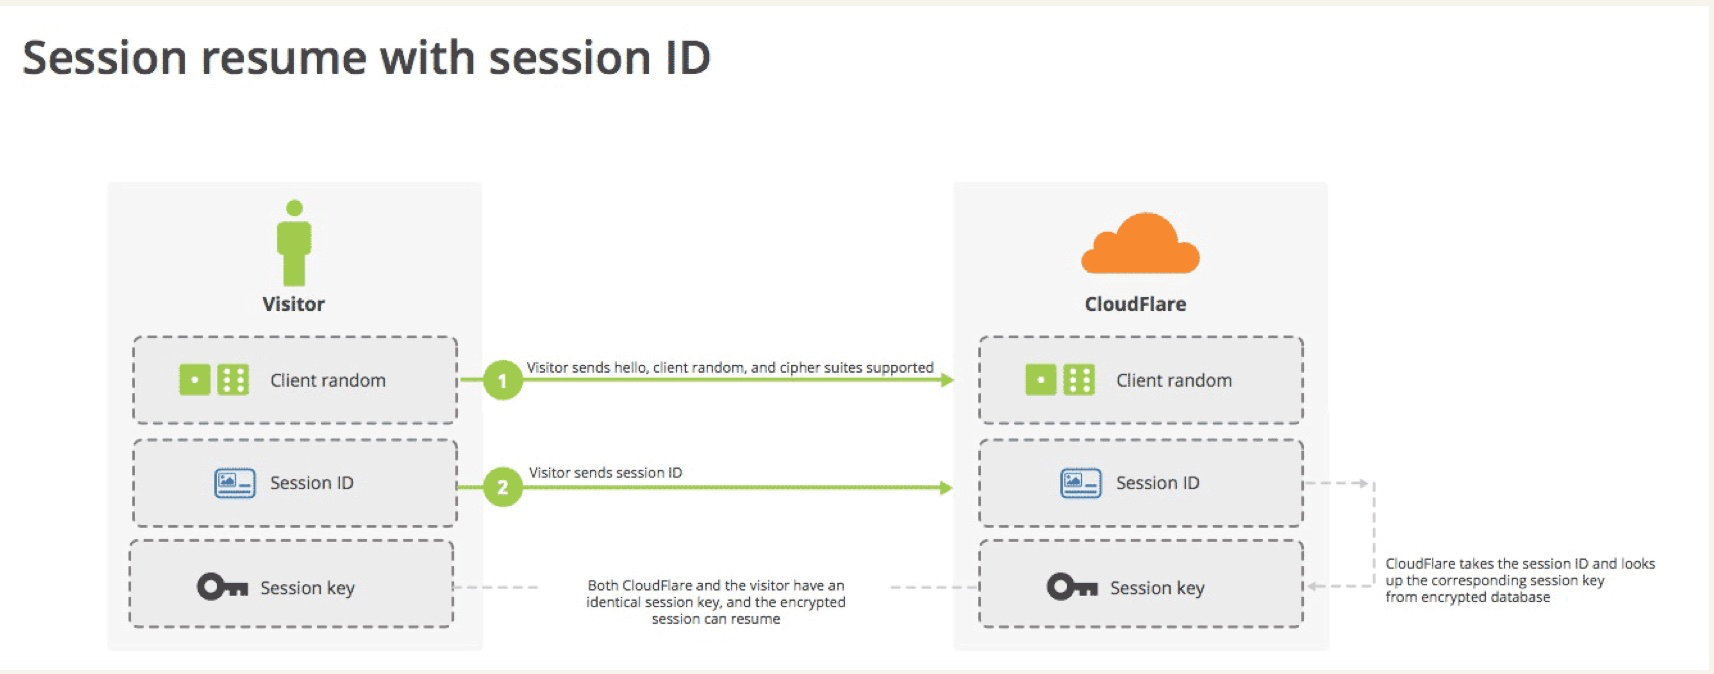 Session resume with session ID
Visitor
CloudFlare
Client random
1
Visitor sends hello, client random, and cipher suites supported
Client random
Session ID
2
Visitor sends session ID
Session ID
Session key
Both CloudFlare and the visitor have an
identical session key, and the encrypted
session can resume
Session key
CloudFlare takes the session ID and looks
up the corresponding session key
from encrypted database